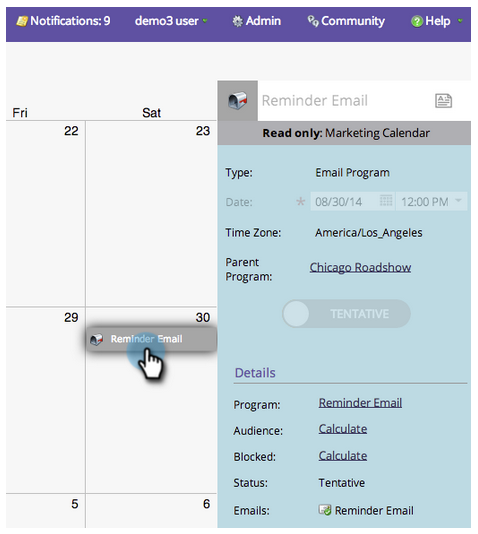 Notifications: 9 demo3 user Admin Community Help
Reminder Email
Fri Sat
Read only: Marketing Calendar
22 23
Type: Email Program
Date: * 08/30/14 12:00 PM
Time Zone: America/Los_Angeles
Parent
Program: Chicago Roadshow
29 30
TENTATIVE
Reminder Email
Details
Program: Reminder Email
Audience: Calculate
Blocked: Calculate
Status: Tentative
5 6
Emails: Reminder Email